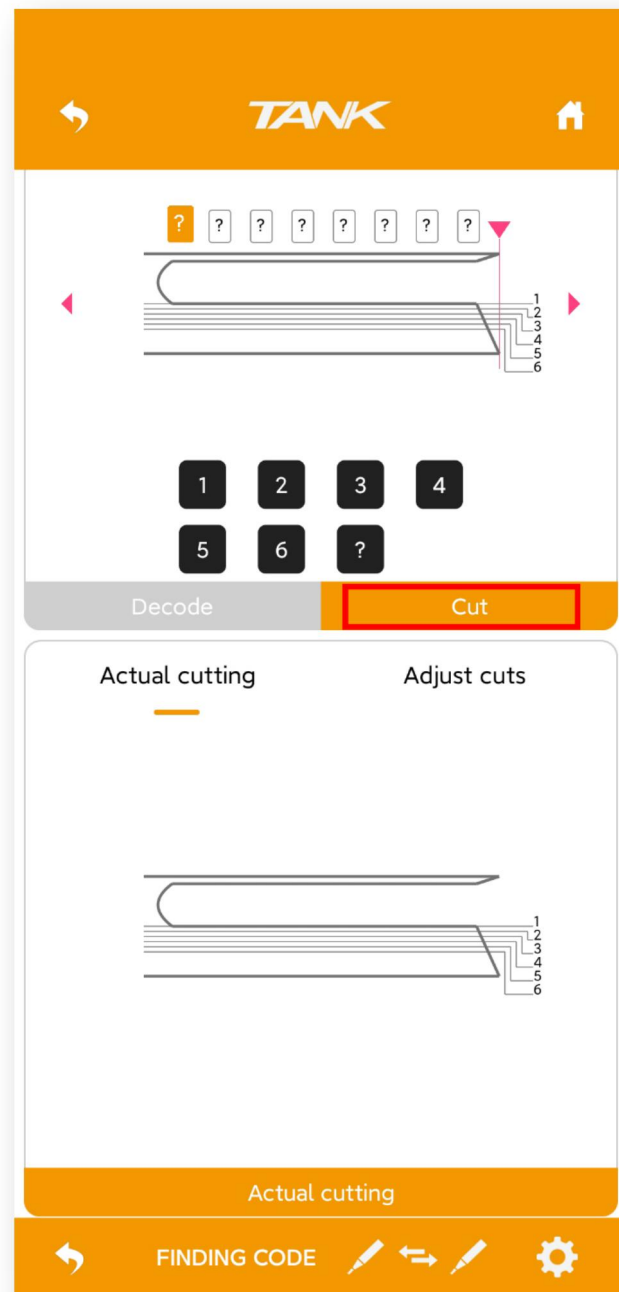 TANK
? ? ? ? ? ? ? ?
1
2
3
4
5
6
1 2 3 4
5 6 ?
Decode Cut
Actual cutting Adjust cuts
1
2
3
4
5
6
Actual cutting
FINDING CODE